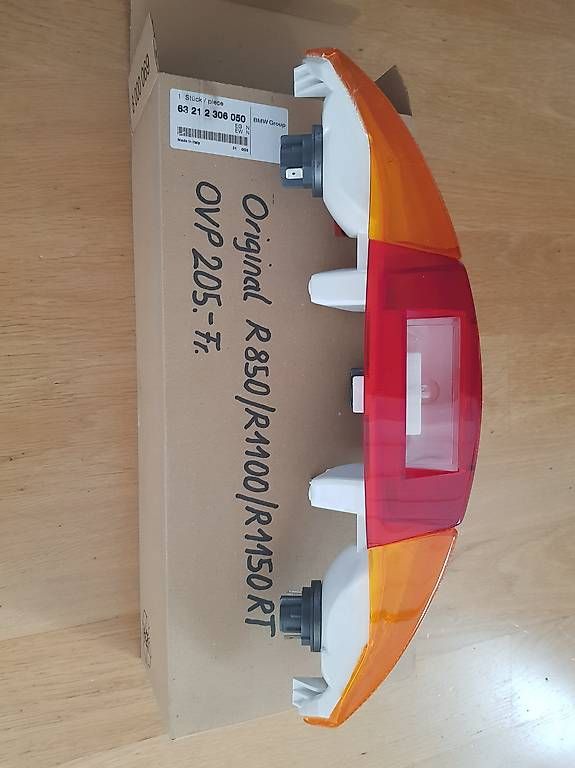 1 Stück / piece
63 21 2 306 050
BMW Group
Made in Italy
Original R850/R1100/R1150RT
OVP 205.-Fr.